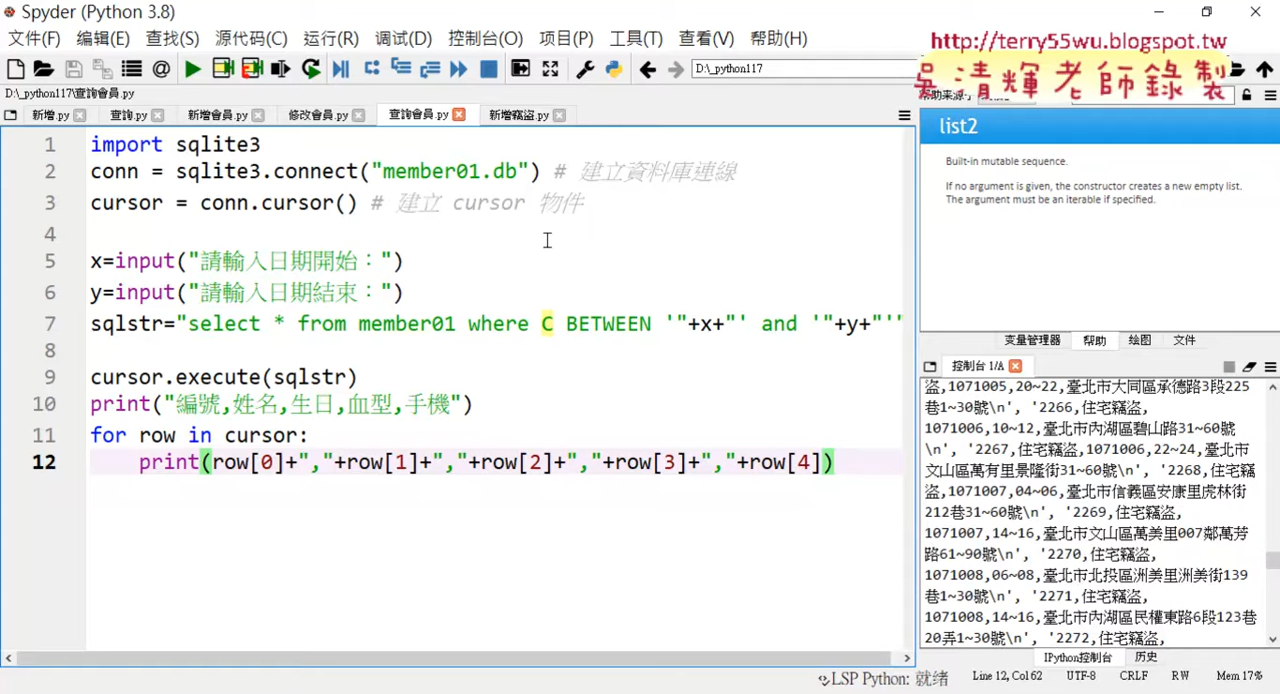 Spyder (Python 3.8)
文件(F) 编辑(E) 查找(S) 源代码(C) 运行(R) 调试(D) 控制台(O) 项目(P) 工具(T) 查看(V) 帮助(H)
http://terry55wu.blogspot.tw
吳清輝老師錄製
D:\_python117
D:\_python117\查詢會員.py
新增.py 查詢.py 新增會員.py 修改會員.py 查詢會員.py 新增竊盜.py
1 import sqlite3
2 conn = sqlite3.connect("member01.db") # 建立資料庫連線
3 cursor = conn.cursor() # 建立 cursor 物件
4
5 x=input("請輸入日期開始：")
6 y=input("請輸入日期結束：")
7 sqlstr="select * from member01 where C BETWEEN '"+x+"' and '"+y+"'"
8
9 cursor.execute(sqlstr)
10 print("編號,姓名,生日,血型,手機")
11 for row in cursor:
12 print(row[0]+","+row[1]+","+row[2]+","+row[3]+","+row[4])
list2
Built-in mutable sequence.
If no argument is given, the constructor creates a new empty list.
The argument must be an iterable if specified.
变量管理器 帮助 绘图 文件
控制台 1/A
盜,1071005,20~22,臺北市大同區承德路3段225
巷1~30號\n', '2266,住宅竊盜,
1071006,10~12,臺北市內湖區碧山路31~60號
\n', '2267,住宅竊盜,1071006,22~24,臺北市
文山區萬有里景隆街31~60號\n', '2268,住宅竊
盜,1071007,04~06,臺北市信義區安康里虎林街
212巷31~60號\n', '2269,住宅竊盜,
1071007,14~16,臺北市文山區萬美里007鄰萬芳
路61~90號\n', '2270,住宅竊盜,
1071008,06~08,臺北市北投區洲美里洲美街139
巷1~30號\n', '2271,住宅竊盜,
1071008,14~16,臺北市內湖區民權東路6段123巷
20弄1~30號\n', '2272,住宅竊盜,
IPython控制台 历史
LSP Python: 就绪 Line 12, Col 62 UTF-8 CRLF RW Mem 17%